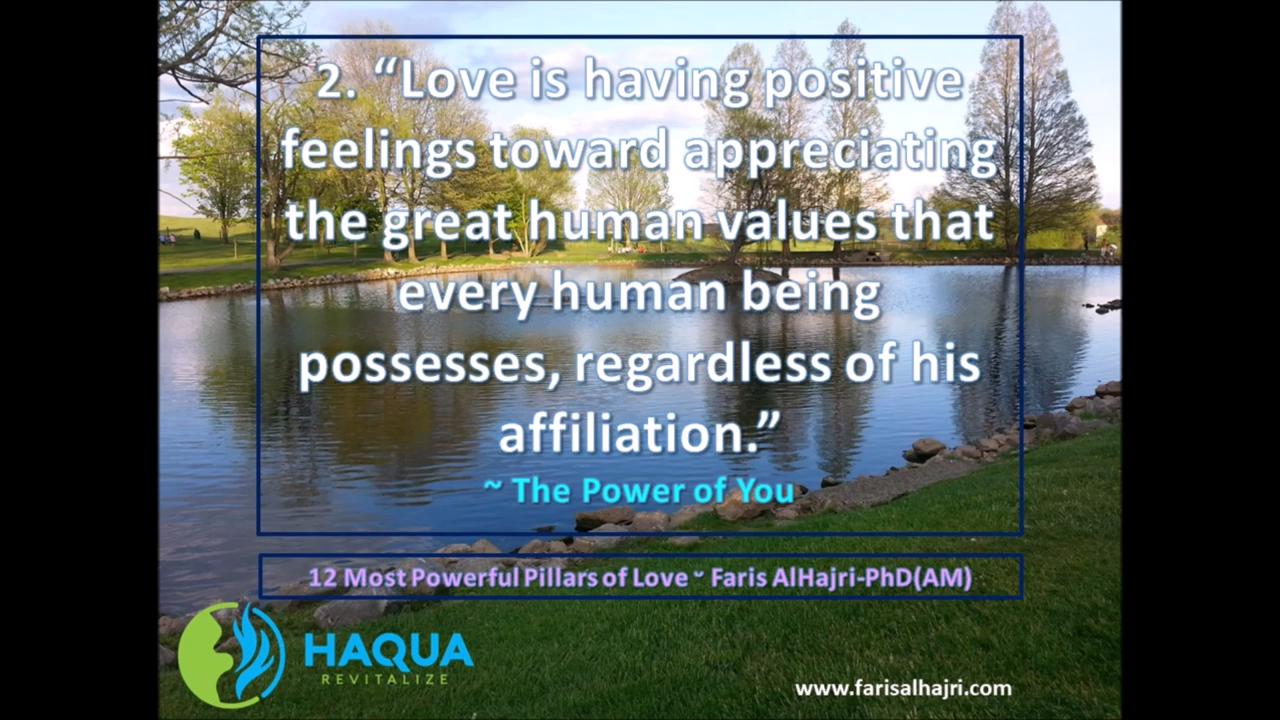 2. “Love is having positive
feelings toward appreciating
the great human values that
every human being
possesses, regardless of his
affiliation.”
~ The Power of You
12 Most Powerful Pillars of Love ~ Faris AlHajri-PhD(AM)
HAQUA
REVITALIZE
www.farisalhajri.com